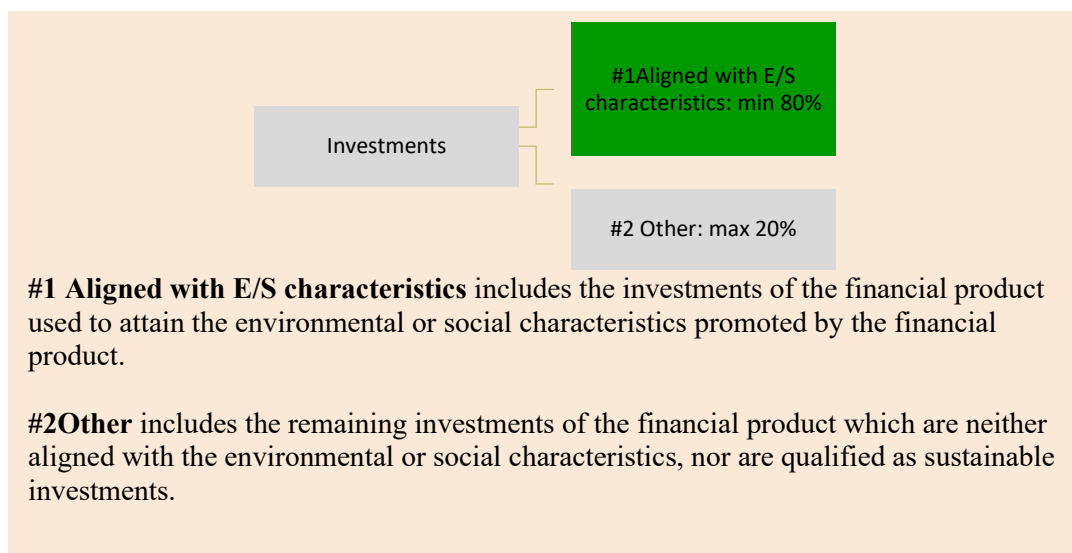 #1Aligned with E/S
characteristics: min 80%
Investments
#2 Other: max 20%
#1 Aligned with E/S characteristics includes the investments of the financial product
used to attain the environmental or social characteristics promoted by the financial
product.
#2Other includes the remaining investments of the financial product which are neither
aligned with the environmental or social characteristics, nor are qualified as sustainable
investments.